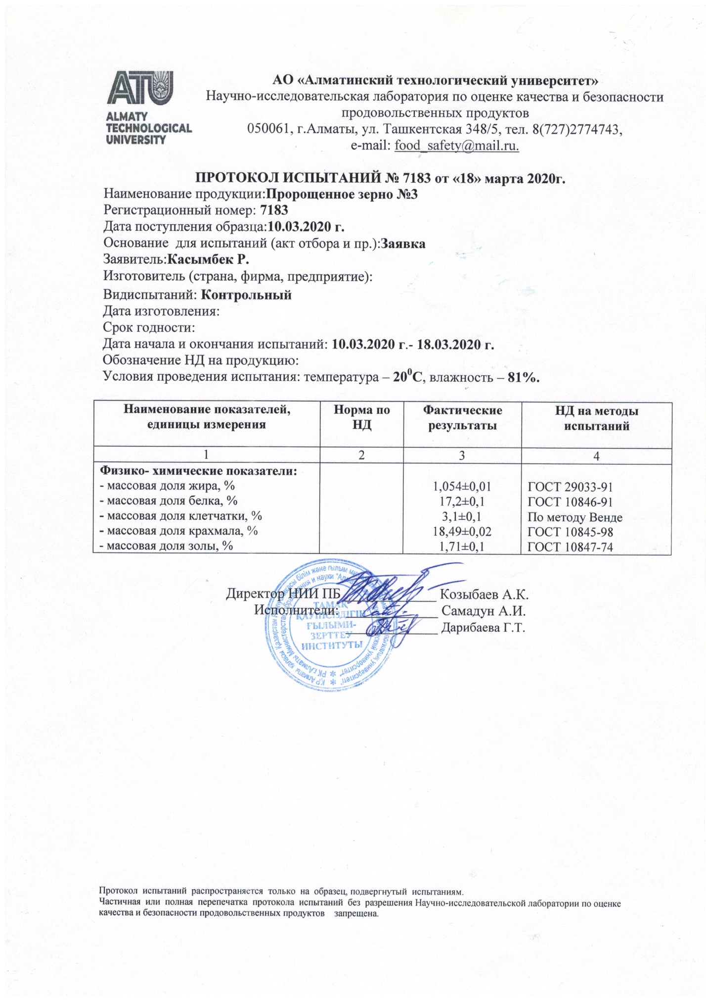 ATU
ALMATY
TECHNOLOGICAL
UNIVERSITY
АО «Алматинский технологический университет»
Научно-исследовательская лаборатория по оценке качества и безопасности
продовольственных продуктов
050061, г.Алматы, ул. Ташкентская 348/5, тел. 8(727)2774743,
e-mail: food_safety@mail.ru.
ПРОТОКОЛ ИСПЫТАНИЙ № 7183 от «18» марта 2020г.
Наименование продукции:Пророщенное зерно №3
Регистрационный номер: 7183
Дата поступления образца:10.03.2020 г.
Основание для испытаний (акт отбора и пр.):Заявка
Заявитель:Касымбек Р.
Изготовитель (страна, фирма, предприятие):
Видиспытаний: Контрольный
Дата изготовления:
Срок годности:
Дата начала и окончания испытаний: 10.03.2020 г.- 18.03.2020 г.
Обозначение НД на продукцию:
Условия проведения испытания: температура – 20⁰С, влажность – 81%.
Наименование показателей, Норма по Фактические НД на методы
единицы измерения НД результаты испытаний
1 2 3 4
Физико- химические показатели:
- массовая доля жира, % 1,054±0,01 ГОСТ 29033-91
- массовая доля белка, % 17,2±0,1 ГОСТ 10846-91
- массовая доля клетчатки, % 3,1±0,1 По методу Венде
- массовая доля крахмала, % 18,49±0,02 ГОСТ 10845-98
- массовая доля золы, % 1,71±0,1 ГОСТ 10847-74
Директор НИИ ПБ Козыбаев А.К.
Исполнители: Самадун А.И.
Дарибаева Г.Т.
ТАМАҚ
ҚАУІПСІЗДІГІН
ҒЫЛЫМИ-
ЗЕРТТЕУ
ИНСТИТУТЫ
Протокол испытаний распространяется только на образец, подвергнутый испытаниям.
Частичная или полная перепечатка протокола испытаний без разрешения Научно-исследовательской лаборатории по оценке
качества и безопасности продовольственных продуктов запрещена.